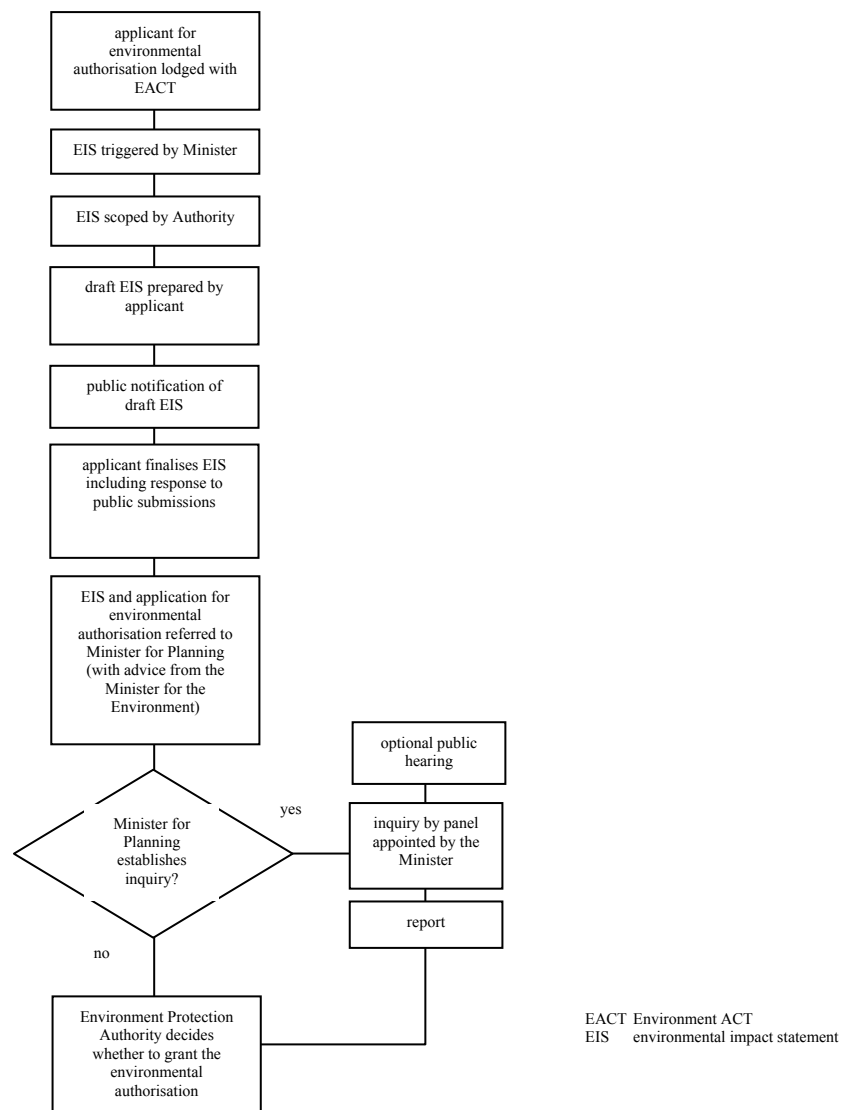 applicant for
environmental
authorisation lodged with
EACT
EIS triggered by Minister
EIS scoped by Authority
draft EIS prepared by
applicant
public notification of
draft EIS
applicant finalises EIS
including response to
public submissions
EIS and application for
environmental
authorisation referred to
Minister for Planning
(with advice from the
Minister for the
Environment)
optional public
hearing
Minister for
Planning
establishes
inquiry?
yes
inquiry by panel
appointed by the
Minister
report
no
Environment Protection
Authority decides
whether to grant the
environmental
authorisation
EACT Environment ACT
EIS environmental impact statement